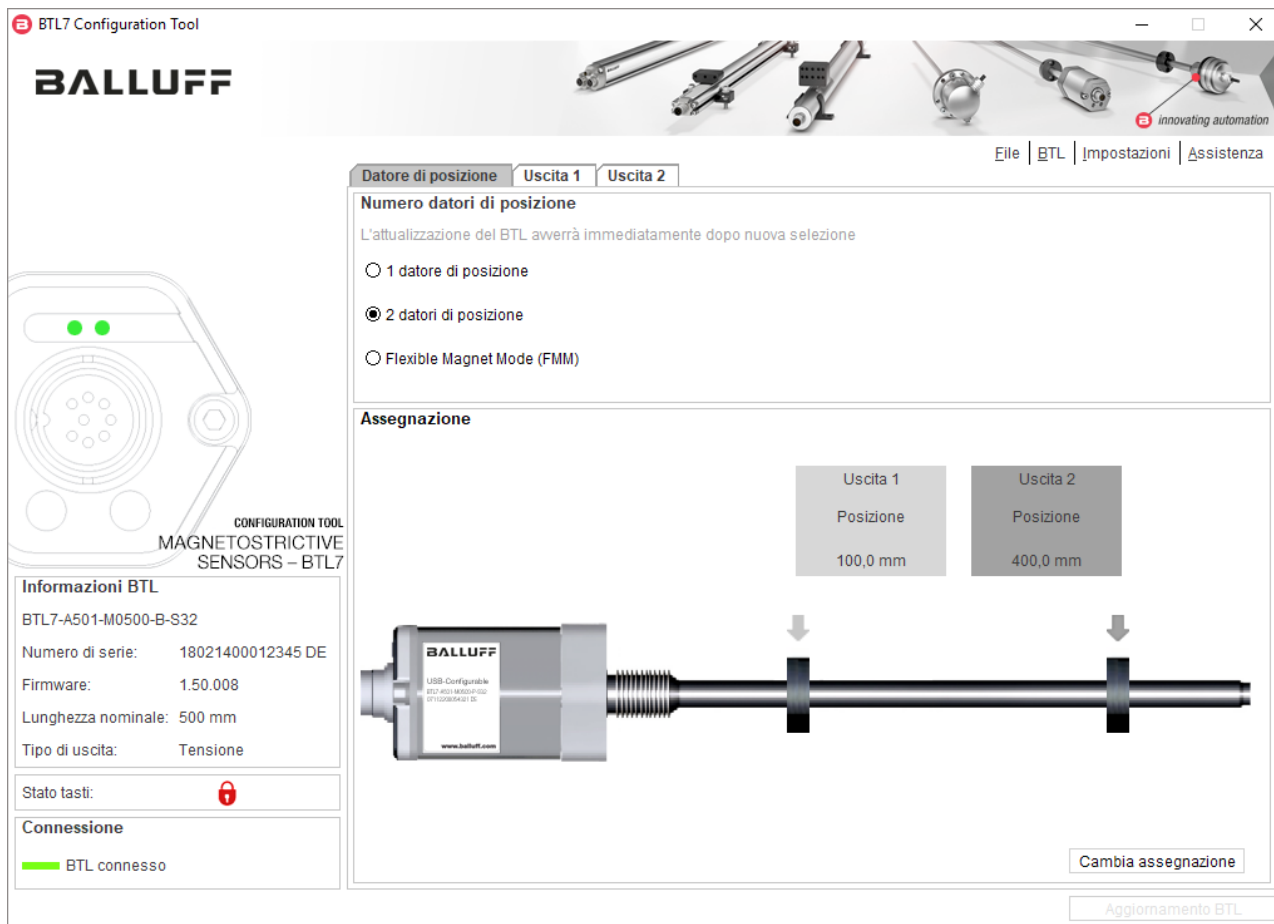 BTL7 Configuration Tool
BALLUFF
innovating automation
File
BTL
Impostazioni
Assistenza
Datore di posizione
Uscita 1
Uscita 2
Numero datori di posizione
L'attualizzazione del BTL avverrà immediatamente dopo nuova selezione
1 datore di posizione
2 datori di posizione
Flexible Magnet Mode (FMM)
CONFIGURATION TOOL
MAGNETOSTRICTIVE
SENSORS – BTL7
Informazioni BTL
BTL7-A501-M0500-B-S32
Numero di serie: 18021400012345 DE
Firmware: 1.50.008
Lunghezza nominale: 500 mm
Tipo di uscita: Tensione
Stato tasti:
Connessione
BTL connesso
Assegnazione
Uscita 1
Posizione
100,0 mm
Uscita 2
Posizione
400,0 mm
BALLUFF
USB-Configurable
www.balluff.com
Cambia assegnazione
Aggiornamento BTL